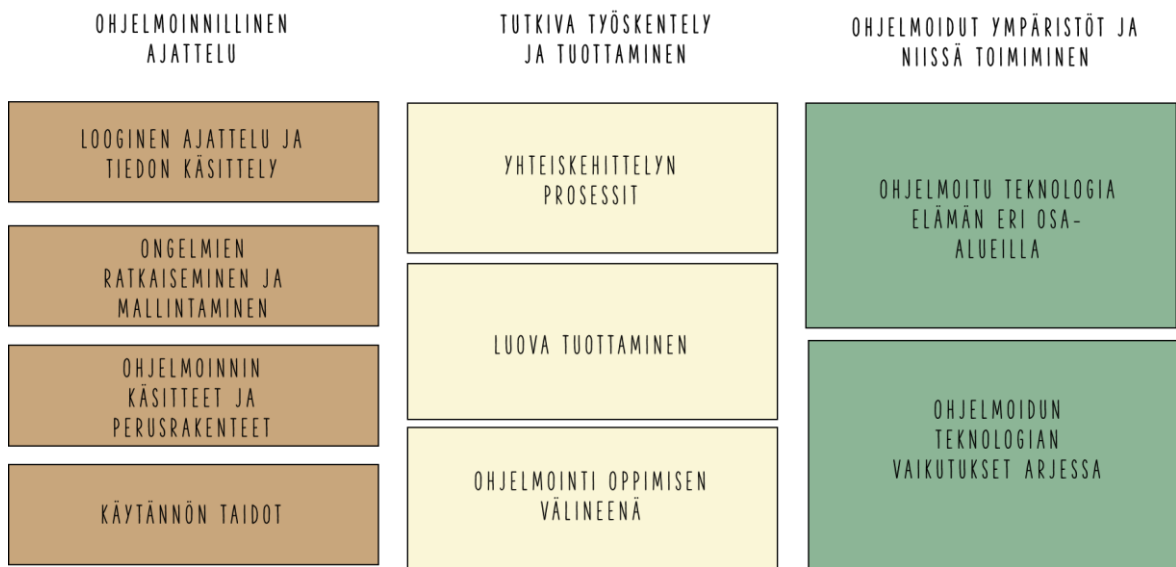 OHJELMOINNILLINEN
AJATTELU
LOOGINEN AJATTELU JA
TIEDON KÄSITTELY
ONGELMIEN
RATKAISEMINEN JA
MALLINTAMINEN
OHJELMOINNIN
KÄSITTEET JA
PERUSRAKENTEET
KÄYTÄNNÖN TAIDOT
TUTKIVA TYÖSKENTELY
JA TUOTTAMINEN
YHTEISKEHITTELYN
PROSESSIT
LUOVA TUOTTAMINEN
OHJELMOINTI OPPIMISEN
VÄLINEENÄ
OHJELMOIDUT YMPÄRISTÖT JA
NIISSÄ TOIMIMINEN
OHJELMOITU TEKNOLOGIA
ELÄMÄN ERI OSA-
ALUEILLA
OHJELMOIDUN
TEKNOLOGIAN
VAIKUTUKSET ARJESSA